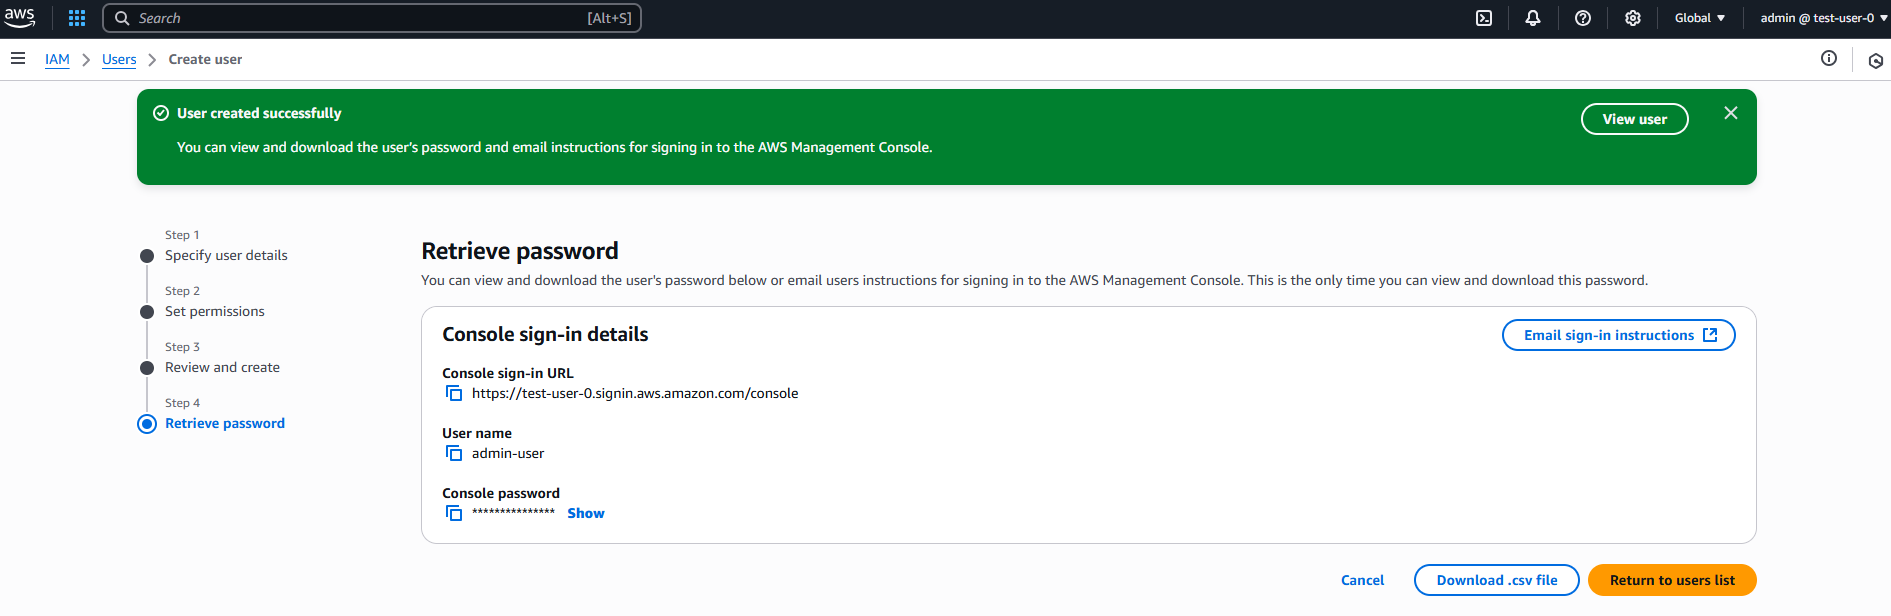 aws
Search [Alt+S]
Global
admin @ test-user-0
IAM Users Create user
User created successfully
View user
You can view and download the user's password and email instructions for signing in to the AWS Management Console.
Step 1
Specify user details
Step 2
Set permissions
Step 3
Review and create
Step 4
Retrieve password
Retrieve password
You can view and download the user's password below or email users instructions for signing in to the AWS Management Console. This is the only time you can view and download this password.
Console sign-in details
Email sign-in instructions
Console sign-in URL
https://test-user-0.signin.aws.amazon.com/console
User name
admin-user
Console password
*************** Show
Cancel
Download .csv file
Return to users list